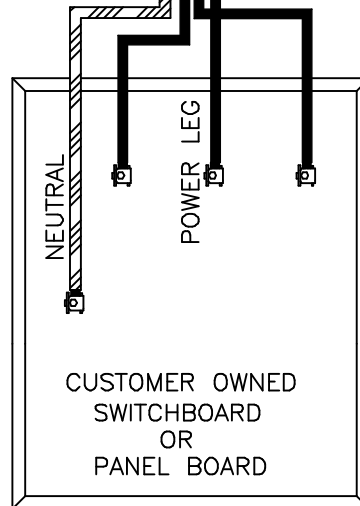 NEUTRAL
POWER LEG
CUSTOMER OWNED
SWITCHBOARD
OR
PANEL BOARD